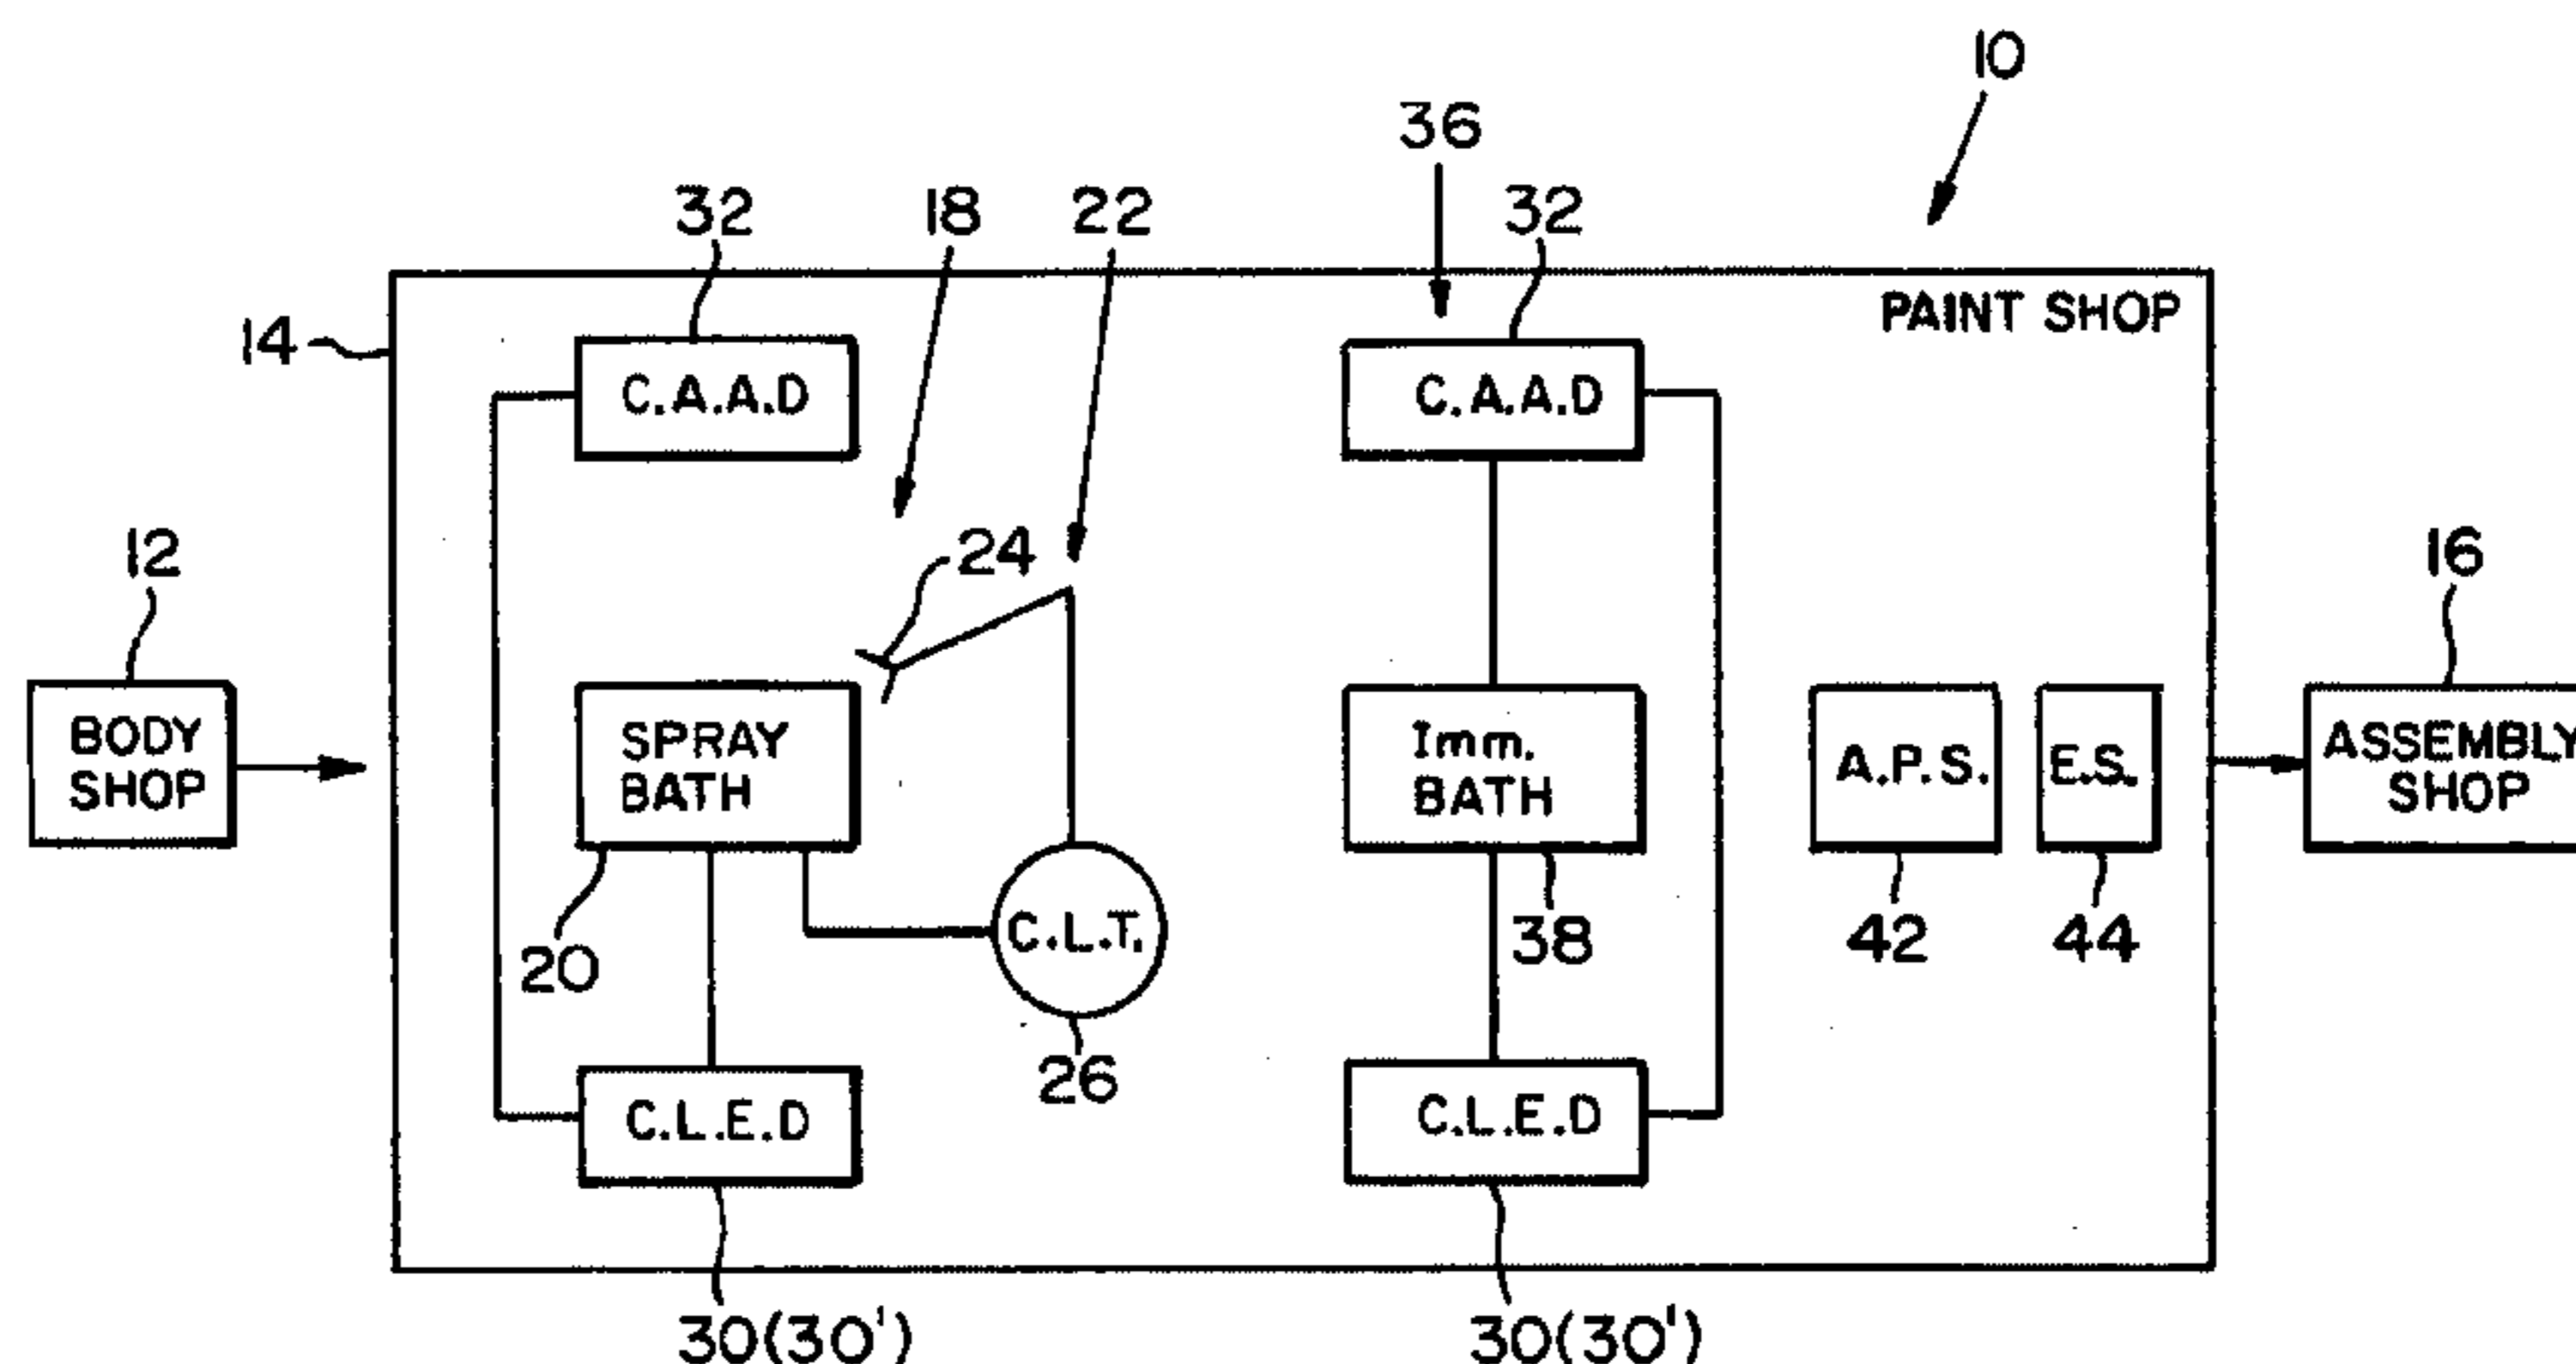 10
36
32
18
22
32
PAINT SHOP
14
C.A.A.D
C.A.A.D
12
24
16
BODY
SHOP
SPRAY
BATH
Imm.
BATH
A.P.S.
E.S.
ASSEMBLY
SHOP
20
C.L.T.
38
42
44
26
C.L.E.D
C.L.E.D
30(30')
30(30')